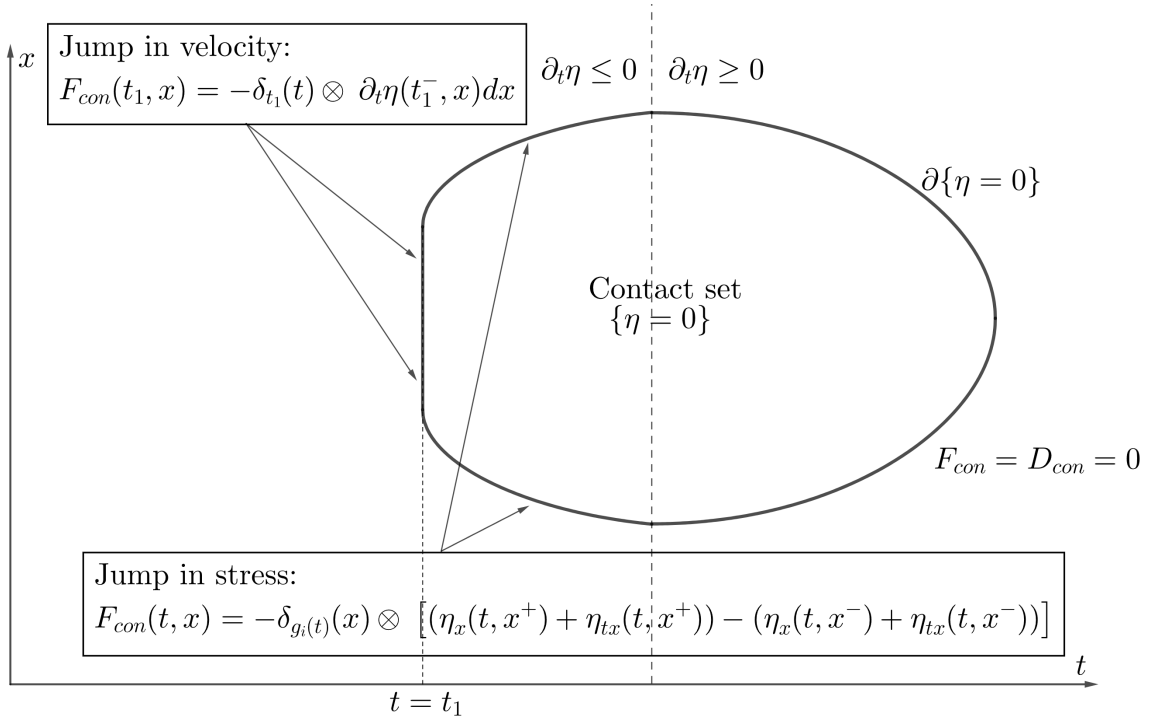 x
Jump in velocity:
F_{con}(t_1, x) = -δ_{t_1}(t) ⊗ ∂_tη(t_1^-, x)dx
∂_tη ≤ 0
∂_tη ≥ 0
∂{η = 0}
Contact set
{η = 0}
F_{con} = D_{con} = 0
Jump in stress:
F_{con}(t, x) = -δ_{g_i(t)}(x) ⊗ [(η_x(t, x^+) + η_{tx}(t, x^+)) - (η_x(t, x^-) + η_{tx}(t, x^-))]
t
t = t_1